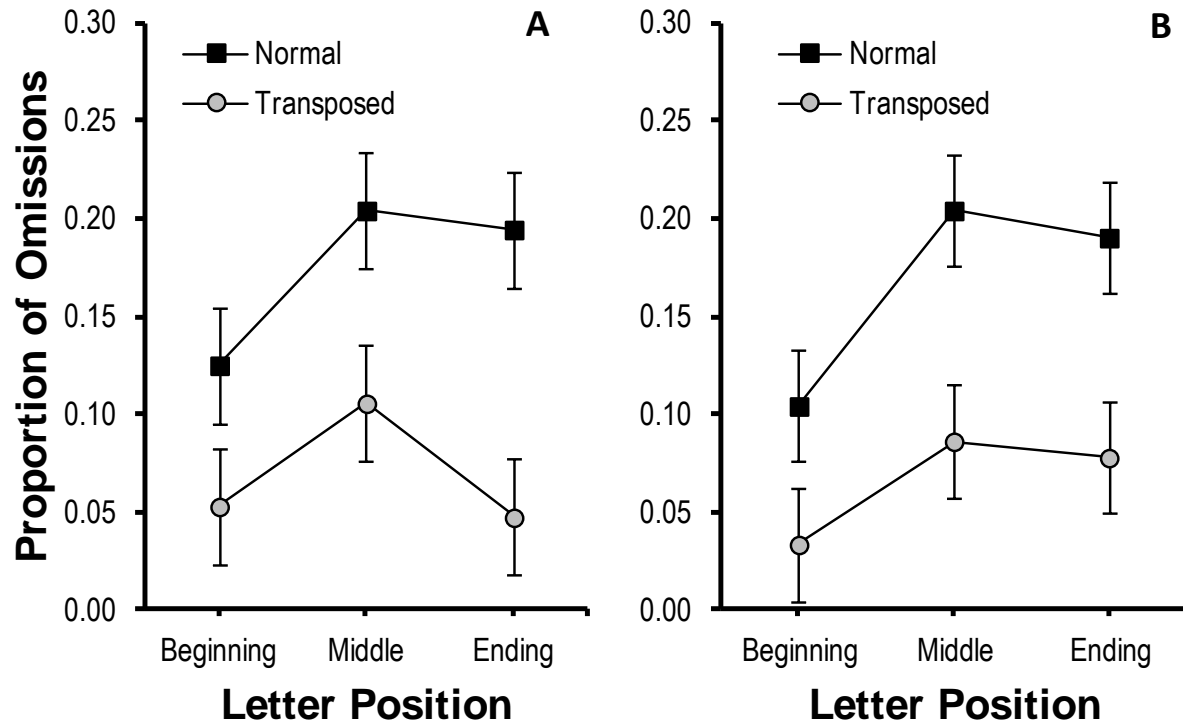 A
Normal
Transposed
Proportion of Omissions
0.30
0.25
0.20
0.15
0.10
0.05
0.00
Beginning Middle Ending
Letter Position
B
Normal
Transposed
0.30
0.25
0.20
0.15
0.10
0.05
0.00
Beginning Middle Ending
Letter Position